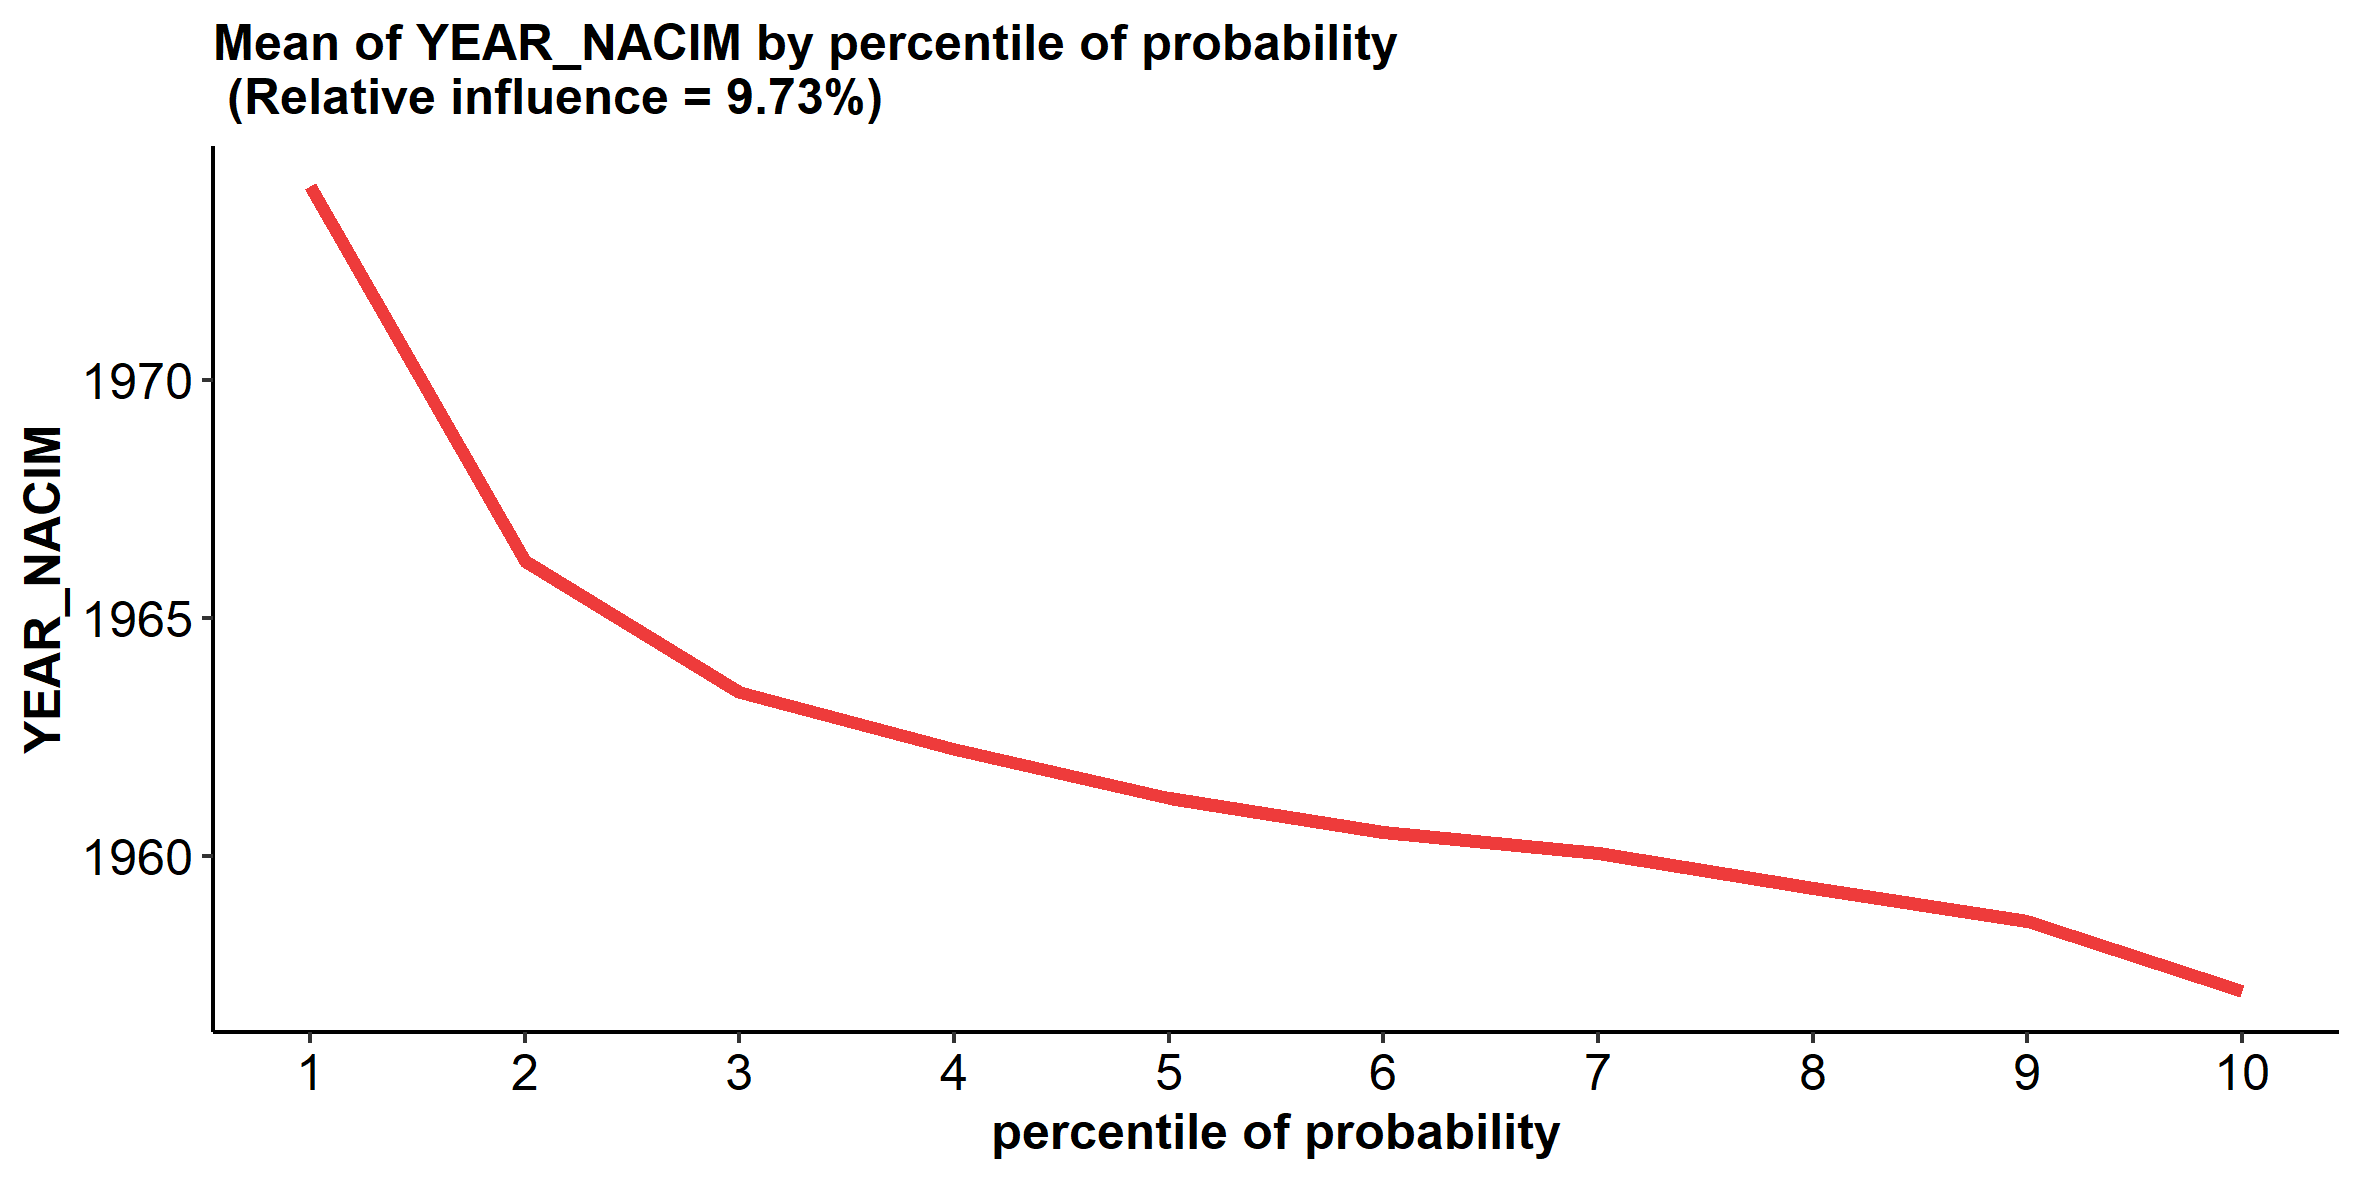 Mean of YEAR_NACIM by percentile of probability
(Relative influence = 9.73%)
YEAR_NACIM
1970
1965
1960
1 2 3 4 5 6 7 8 9 10
percentile of probability